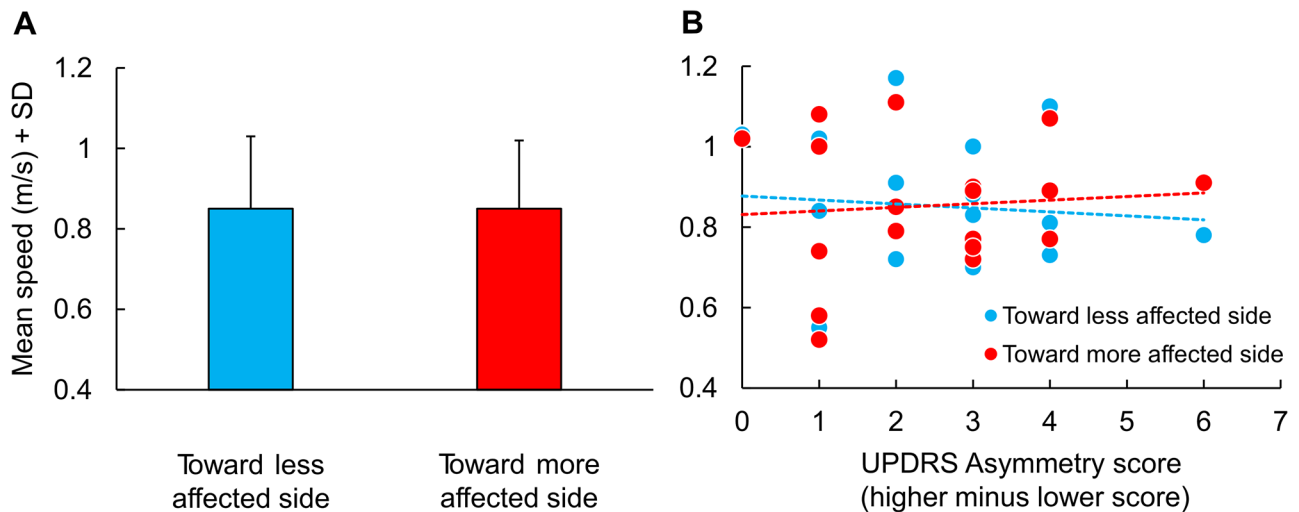 A
Mean speed (m/s) + SD
1.2
1
0.8
0.6
0.4
Toward less
affected side
Toward more
affected side
B
1.2
1
0.8
0.6
0.4
Toward less affected side
Toward more affected side
0 1 2 3 4 5 6 7
UPDRS Asymmetry score
(higher minus lower score)